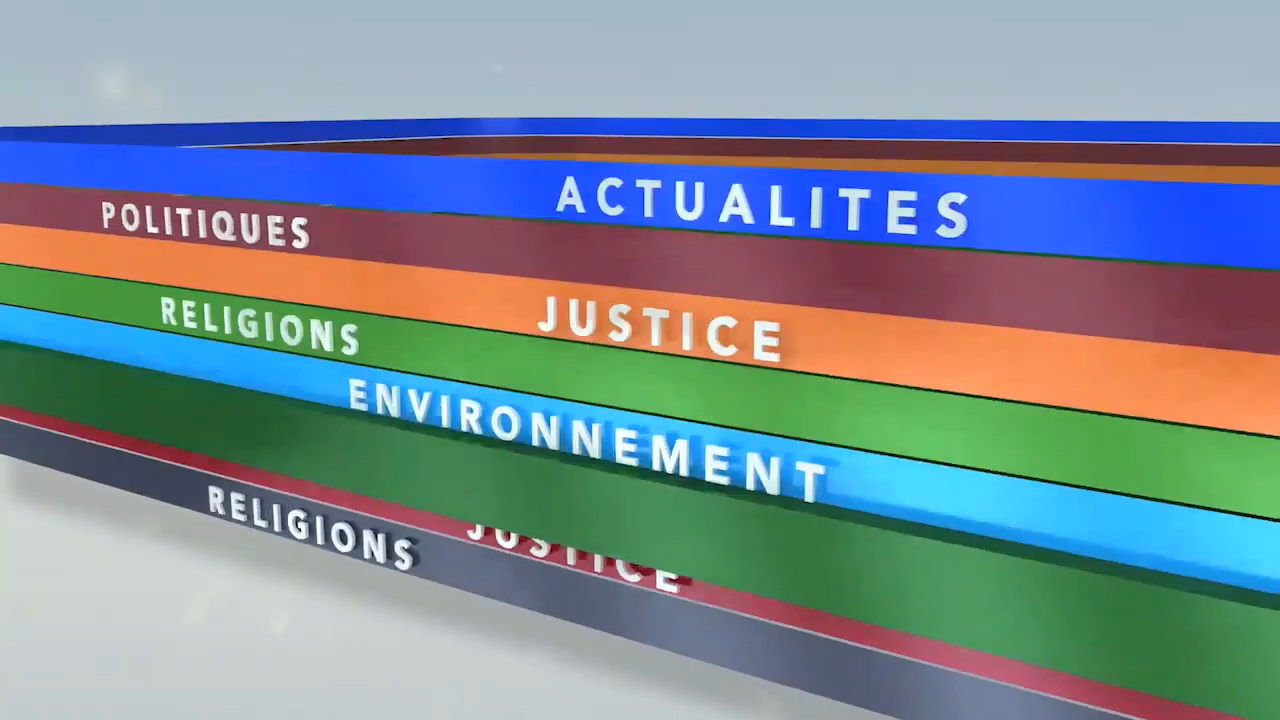 ACTUALITES
POLITIQUES
JUSTICE
RELIGIONS
ENVIRONNEMENT
JUSTICE
RELIGIONS